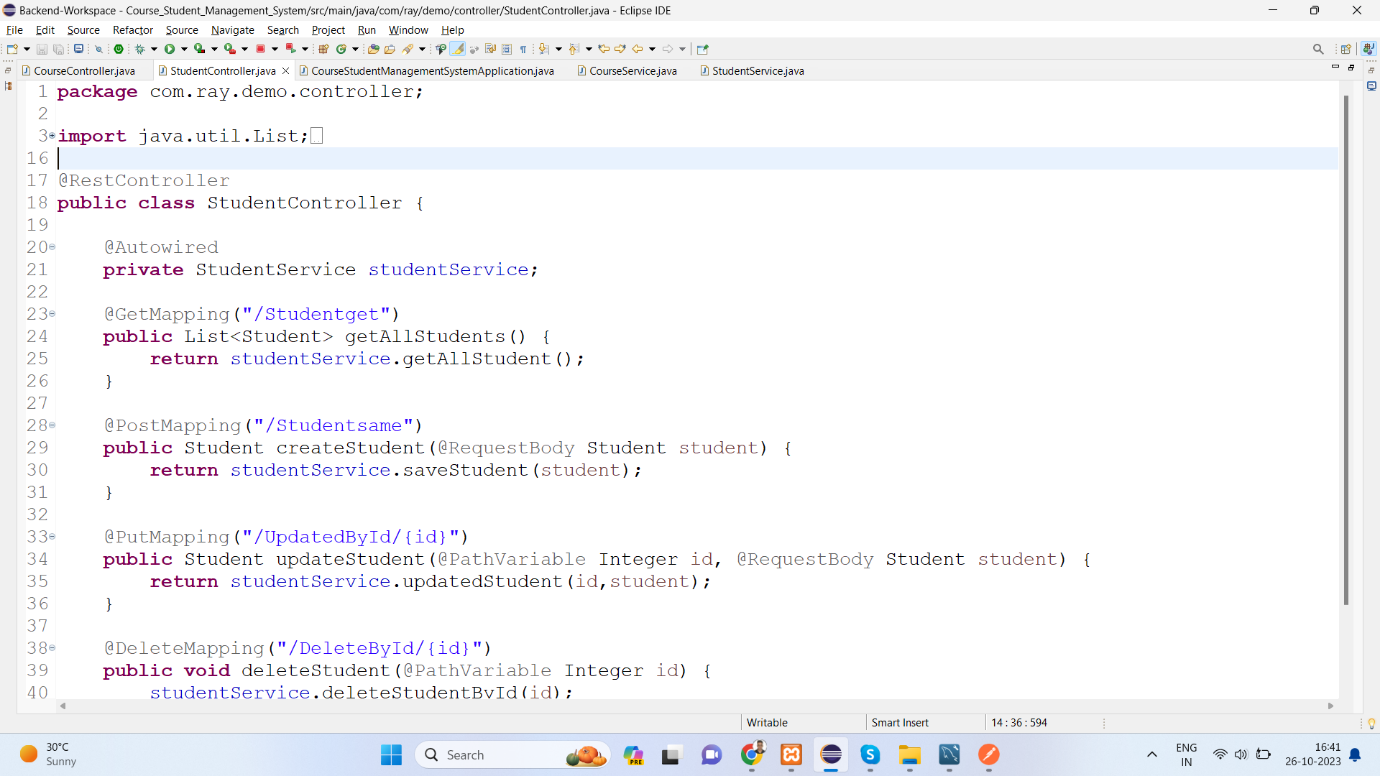 Backend-Workspace - Course_Student_Management_System/src/main/java/com/ray/demo/controller/StudentController.java - Eclipse IDE
File Edit Source Refactor Source Navigate Search Project Run Window Help
CourseController.java StudentController.java CourseStudentManagementSystemApplication.java CourseService.java StudentService.java
1 package com.ray.demo.controller;
2
3 import java.util.List;
16
17 @RestController
18 public class StudentController {
19
20 @Autowired
21 private StudentService studentService;
22
23 @GetMapping("/Studentget")
24 public List<Student> getAllStudents() {
25 return studentService.getAllStudent();
26 }
27
28 @PostMapping("/Studentsame")
29 public Student createStudent(@RequestBody Student student) {
30 return studentService.saveStudent(student);
31 }
32
33 @PutMapping("/UpdatedById/{id}")
34 public Student updateStudent(@PathVariable Integer id, @RequestBody Student student) {
35 return studentService.updatedStudent(id,student);
36 }
37
38 @DeleteMapping("/DeleteById/{id}")
39 public void deleteStudent(@PathVariable Integer id) {
40 studentService.deleteStudentById(id);
Writable Smart Insert 14 : 36 : 594
30°C
Sunny
Search
PRE
ENG
IN
16:41
26-10-2023